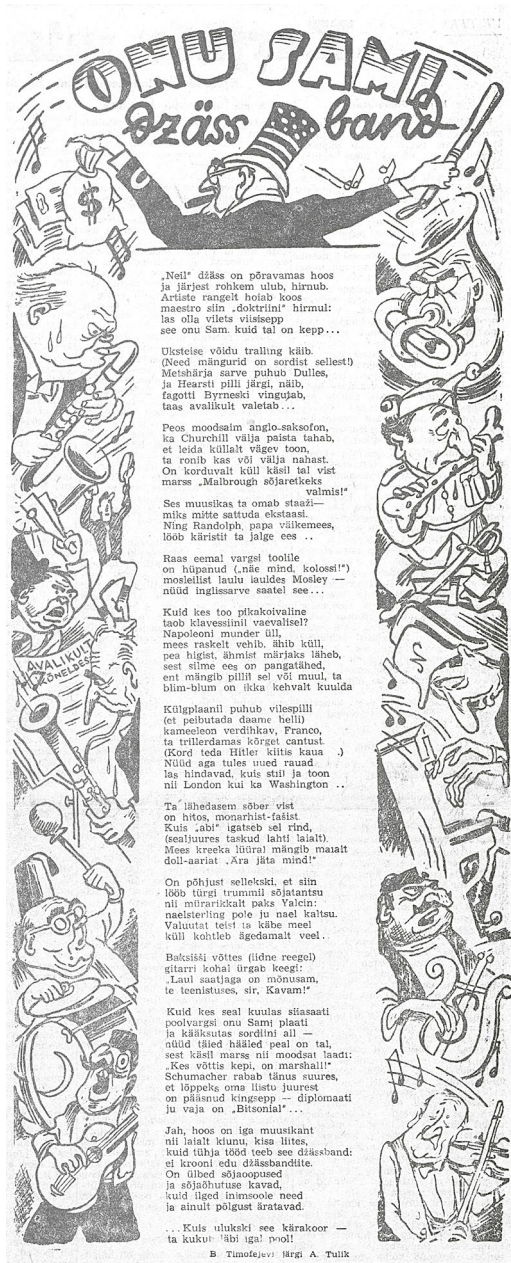 ONU SAMI
džäss band
$
„Neil“ džäss on põravamas hoos
ja järjest rohkem ulub, hirnub.
Artiste rangelt hoiab koos
maestro siin „doktriini“ hirmul:
las olla vilets viisisepp
see onu Sam, kuid tal on kepp...
Üksteise võidu tralling käib.
(Need mängurid on sordist sellest!)
Metshärja sarve puhub Dulles,
ja Hearsti pilli järgi, näib,
fagotti Byrneski vingutab,
taas avalikult valetab...
Peos moodsaim anglo-saksofon,
ka Churchill välja paista tahab,
et leida küllalt vägev toon,
ta ronib kas või välja nahast.
On korduvalt küll käsil tal vist
marss „Malbrough sõjaretkeks
valmis!“
Ses muusikas ta omab staaži—
miks mitte sattuda ekstaasi.
Ning Randolph, papa väikemees,
lööb käristit ta jalge ees ..
Raas eemal vargsi toolile
on hüpanud („näe mind, kolossi!“)
mosleilist laulu lauldes Mosley —
nüüd inglissarve saatel see...
Kuid kes too pikakoivaline
taob klavessiinil vaevalisel?
Napoleoni munder üll,
mees raskelt vehib, ähib küll,
pea higist, ähmist märjaks läheb,
sest silme ees on pangatähed,
ent mängib pillil sel või muul, ta
blim-blum on ikka kehvalt kuulda
AVALIKULT
KÕNELDES
Külgplaanil puhub vilespilli
(et peibutada daame helli)
kameeleon verdihkav, Franco,
ta trillerdamas kõrget cantust.
(Kord teda Hitler kiitis kaua .)
Nüüd aga tules uued rauad
las hindavad, kuis stiil ja toon
nii London kui ka Washington ..
Ta lähedasem sõber vist
on hitos, monarhist-fašist.
Kuis „abi“ igatseb sel rind,
(sealjuures taskud lahti laialt).
Mees kreeka lüüral mängib maialt
doll-aariat „Ära jäta mind!“
On põhjust sellekski, et siin
lööb türgi trummil sõjatantsu
nii mürarikkalt paks Yalcin:
naelsterling pole ju nael kaltsu.
Valuutat teist ta käbe meel
küll kohtleb ägedamalt veel.
Bakšišši võttes (iidne reegel)
gitarri kohal ürgab keegi:
„Laul saatjaga on mõnusam,
te teenistuses, sir, Kavam!“
Kuid kes seal kuulas siiasaati
poolvargsi onu Sami plaati
ja kääksutas sordiini all —
nüüd täied hääled peal on tal,
sest käsil marss nii moodsat laadi:
„Kes võttis kepi, on marshall!“
Schumacher rabab tänus suures,
et lõppeks oma liistu juurest
on pääsnud kingsepp — diplomaati
ju vaja on „Bitsonial“...
Jah, hoos on iga muusikant
nii laialt kiunu, kisa liites,
kuid tühja tööd teeb see džässband:
ei krooni edu džässbandiite.
On ülbed sõjaoopused
ja sõjaõhutuse kavad,
kuid ilged inimsoole need
ja ainult põlgust äratavad.
...Kuis ulukski see kärakoor —
ta kukub läbi igal pool!
B. Timofejevi järgi A. Tulik